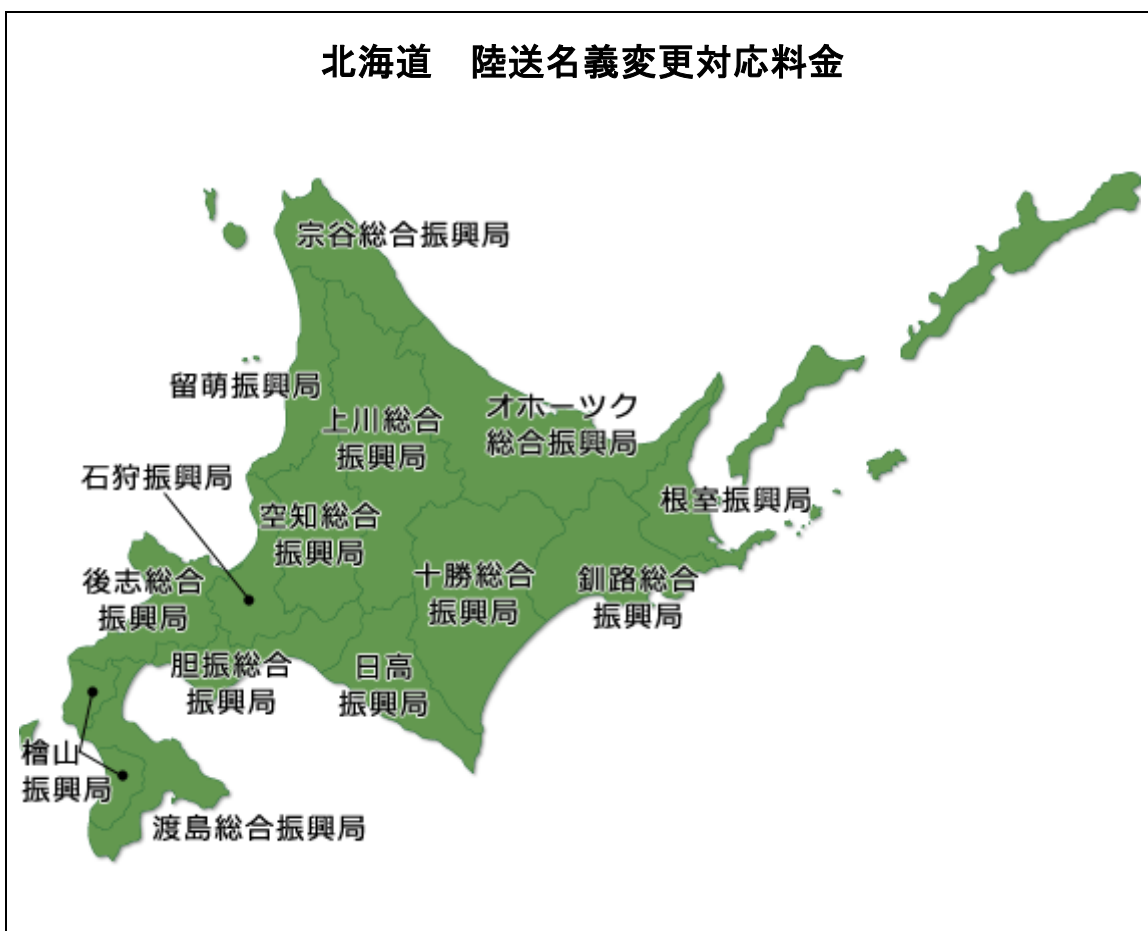 北海道　陸送名義変更対応料金
宗谷総合振興局
留萌振興局
上川総合
振興局
オホーツク
総合振興局
石狩振興局
空知総合
振興局
根室振興局
後志総合
振興局
十勝総合
振興局
釧路総合
振興局
胆振総合
振興局
日高
振興局
檜山
振興局
渡島総合振興局